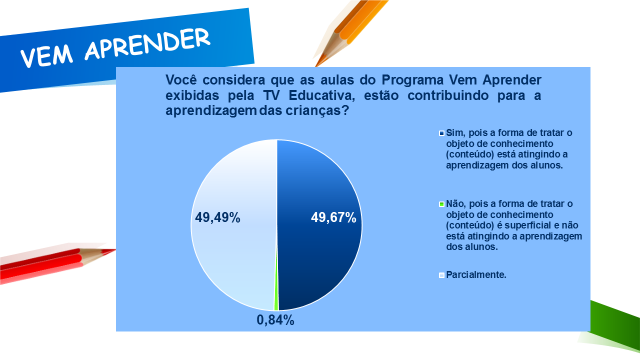 VEM APRENDER
Você considera que as aulas do Programa Vem Aprender
exibidas pela TV Educativa, estão contribuindo para a
aprendizagem das crianças?
Sim, pois a forma de tratar o
objeto de conhecimento
(conteúdo) está atingindo a
aprendizagem dos alunos.
49,49%
49,67%
Não, pois a forma de tratar o
objeto de conhecimento
(conteúdo) é superficial e não
está atingindo a aprendizagem
dos alunos.
Parcialmente.
0,84%